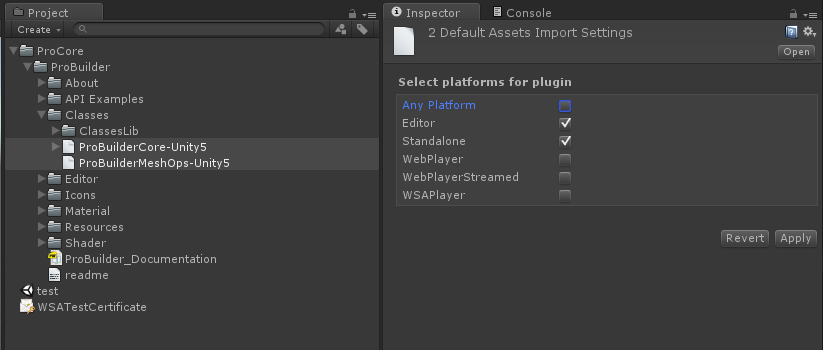 Project
Create
ProCore
ProBuilder
About
API Examples
Classes
ClassesLib
ProBuilderCore-Unity5
ProBuilderMeshOps-Unity5
Editor
Icons
Material
Resources
Shader
ProBuilder_Documentation
readme
test
WSATestCertificate
Inspector
Console
2 Default Assets Import Settings
Open
Select platforms for plugin
Any Platform
Editor
Standalone
WebPlayer
WebPlayerStreamed
WSAPlayer
Revert Apply